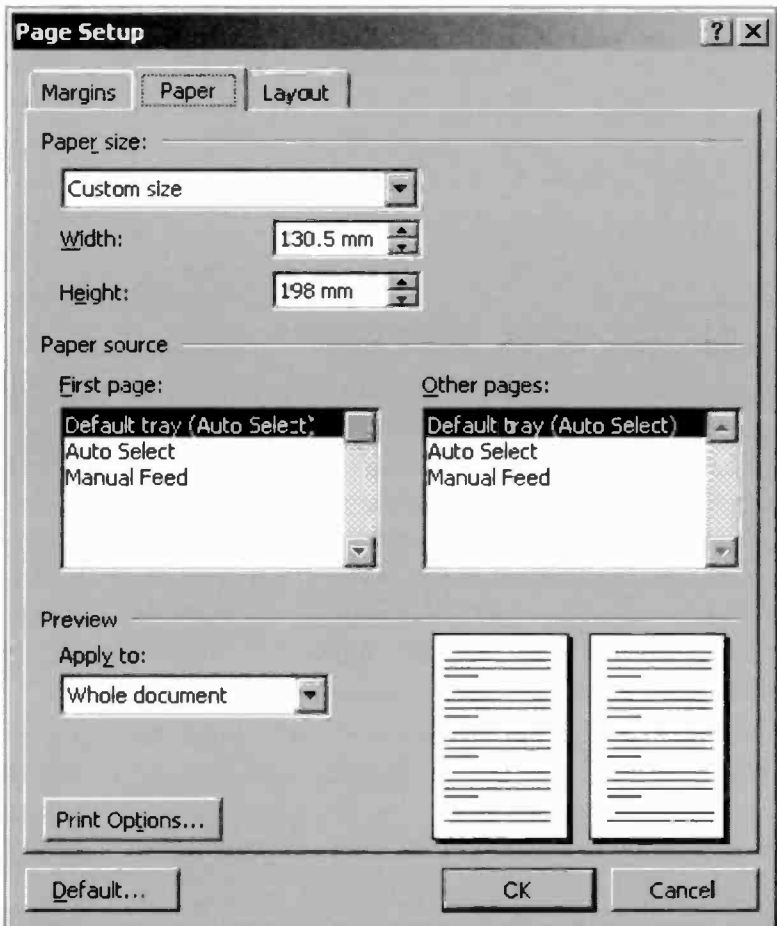 Page Setup
Margins Paper Layout
Paper size:
Custom size
Width: 130.5 mm
Height: 198 mm
Paper source
First page: Other pages:
Default tray (Auto Select) Default tray (Auto Select)
Auto Select Auto Select
Manual Feed Manual Feed
Preview
Apply to:
Whole document
Print Options...
Default... CK Cancel